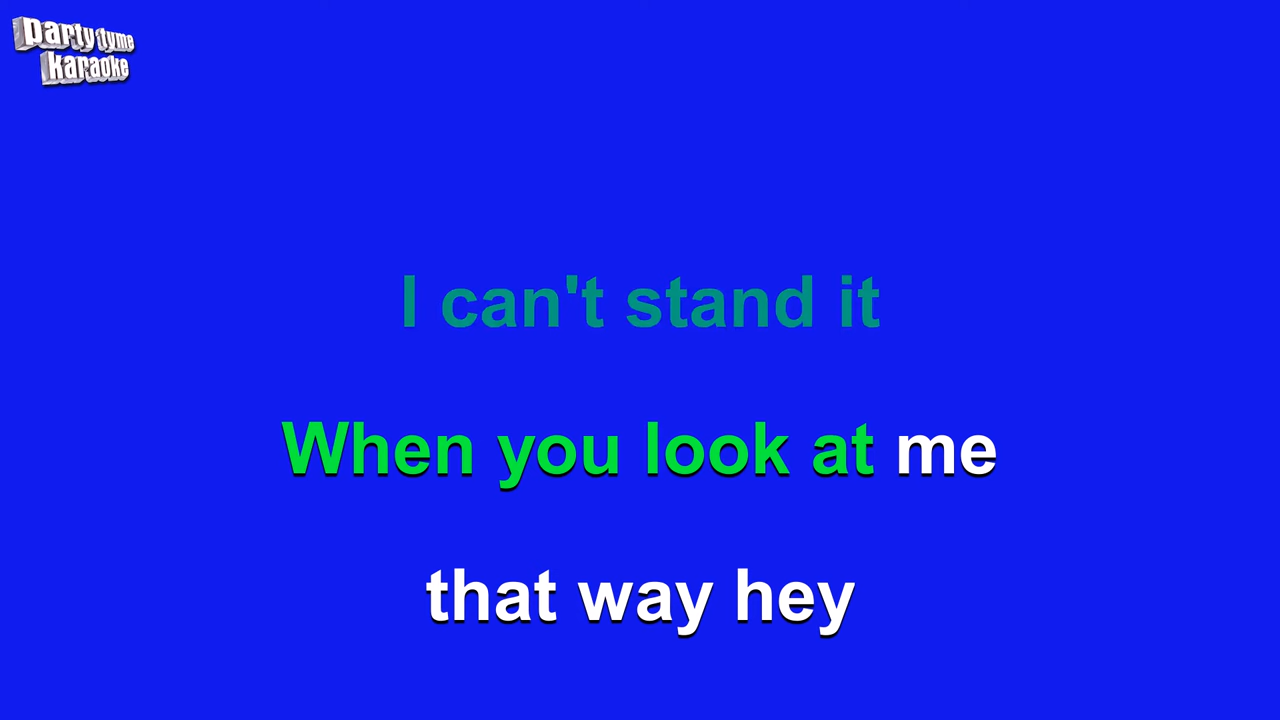 party tyme
karaoke
I can't stand it
When you look at me
that way hey